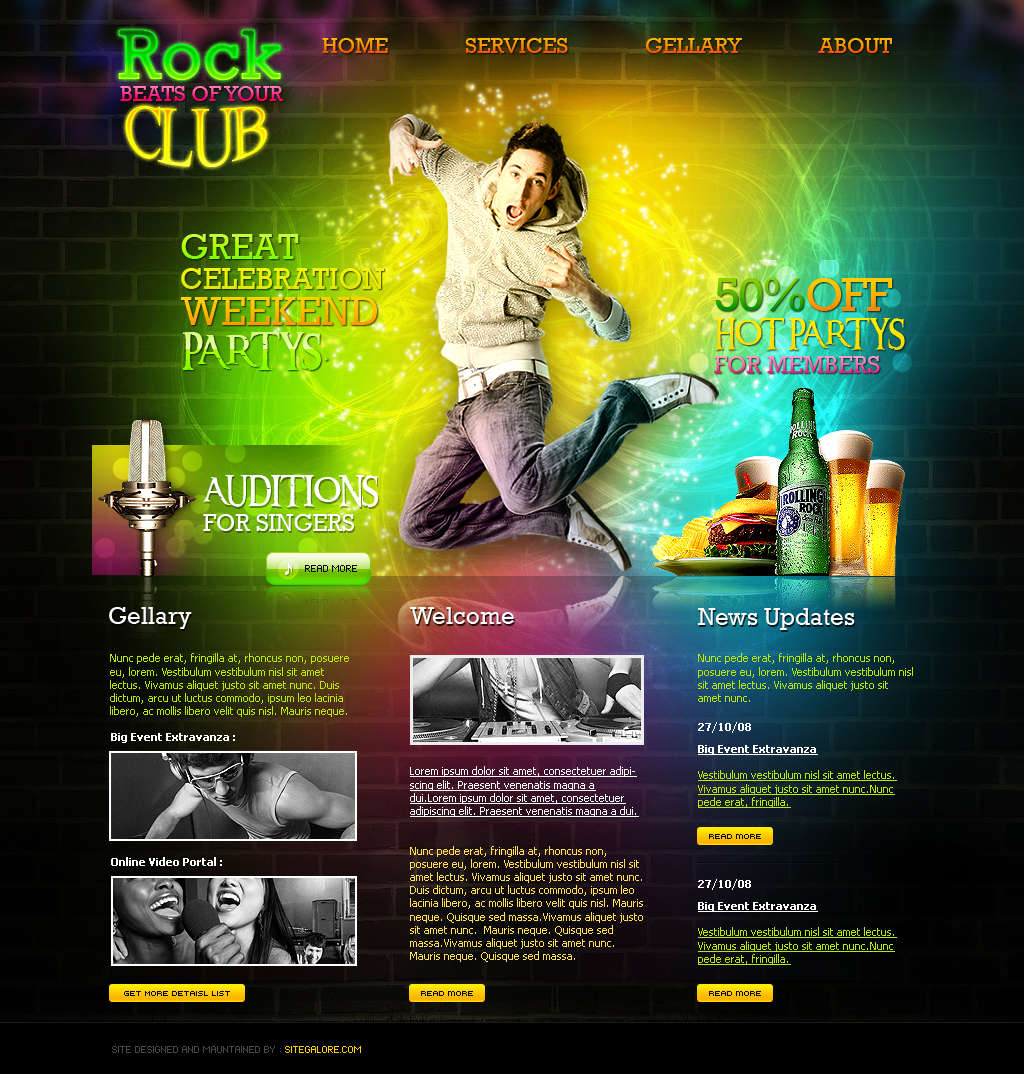 Rock
BEATS OF YOUR
CLUB
HOME
SERVICES
GELLARY
ABOUT
GREAT
CELEBRATION
WEEKEND
PARTYS.
50% OFF
HOT PARTYS
FOR MEMBERS
ROLLING
ROCK
ROLLING
ROCK
AUDITIONS
FOR SINGERS
READ MORE
Gellary
Nunc pede erat, fringilla at, rhoncus non, posuere
eu, lorem. Vestibulum vestibulum nisl sit amet
lectus. Vivamus aliquet justo sit amet nunc. Duis
dictum, arcu ut luctus commodo, ipsum leo lacinia
libero, ac mollis libero velit quis nisl. Mauris neque.
Big Event Extravanza :
Online Video Portal :
GET MORE DETAISL LIST
Welcome
Lorem ipsum dolor sit amet, consectetuer adipi-
scing elit. Praesent venenatis magna a
dui.Lorem ipsum dolor sit amet, consectetuer
adipiscing elit. Praesent venenatis magna a dui.
Nunc pede erat, fringilla at, rhoncus non,
posuere eu, lorem. Vestibulum vestibulum nisl sit
amet lectus. Vivamus aliquet justo sit amet nunc.
Duis dictum, arcu ut luctus commodo, ipsum leo
lacinia libero, ac mollis libero velit quis nisl. Mauris
neque. Quisque sed massa.Vivamus aliquet justo
sit amet nunc. Mauris neque. Quisque sed
massa.Vivamus aliquet justo sit amet nunc.
Mauris neque. Quisque sed massa.
READ MORE
News Updates
Nunc pede erat, fringilla at, rhoncus non,
posuere eu, lorem. Vestibulum vestibulum nisl
sit amet lectus. Vivamus aliquet justo sit
amet nunc.
27/10/08
Big Event Extravanza
Vestibulum vestibulum nisl sit amet lectus.
Vivamus aliquet justo sit amet nunc.Nunc
pede erat, fringilla.
READ MORE
27/10/08
Big Event Extravanza
Vestibulum vestibulum nisl sit amet lectus.
Vivamus aliquet justo sit amet nunc.Nunc
pede erat, fringilla.
READ MORE
SITE DESIGNED AND MAUNTAINED BY : SITEGALORE.COM